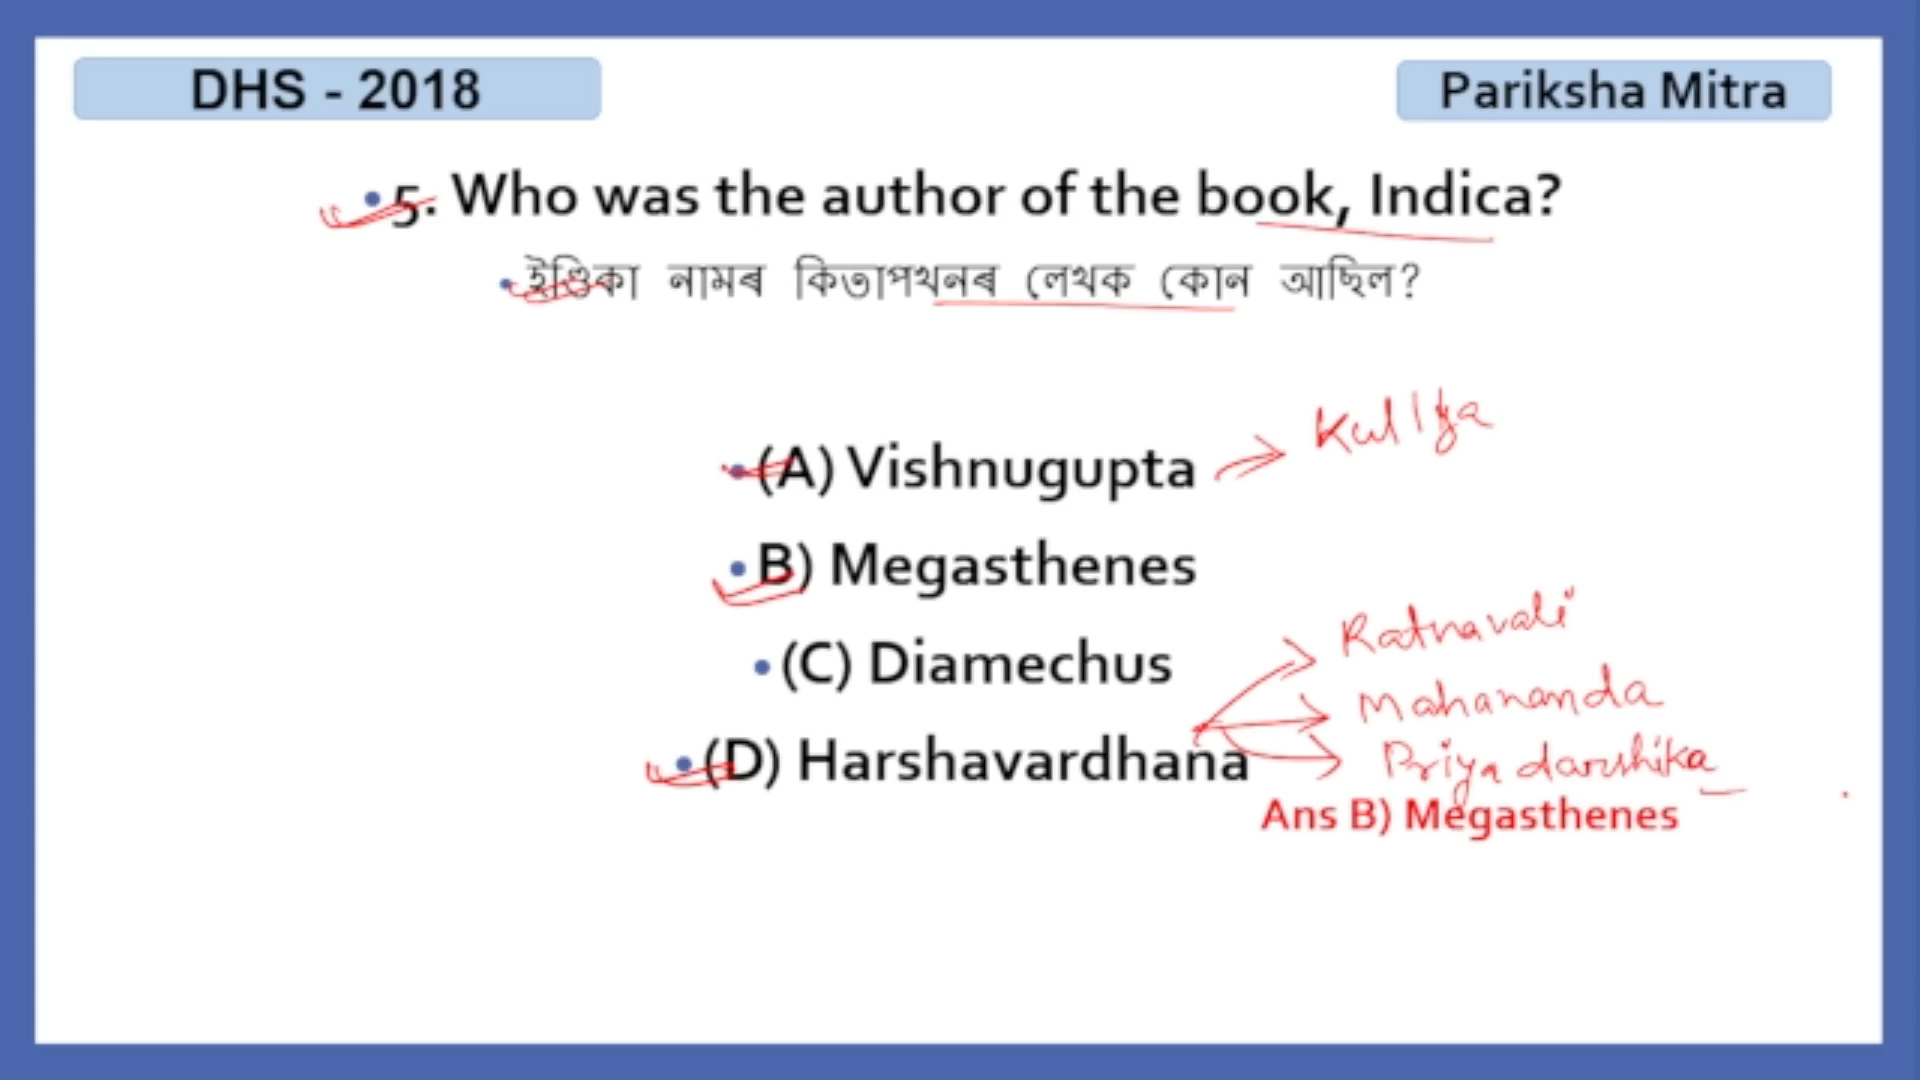 DHS - 2018
Pariksha Mitra
• 5. Who was the author of the book, Indica?
• ইণ্ডিকা নামৰ কিতাপখনৰ লেখক কোন আছিল?
• (A) Vishnugupta
• B) Megasthenes
Ratnavali
• (C) Diamechus
Mahananda
• (D) Harshavardhana
Priyadarshika
Ans B) Megasthenes